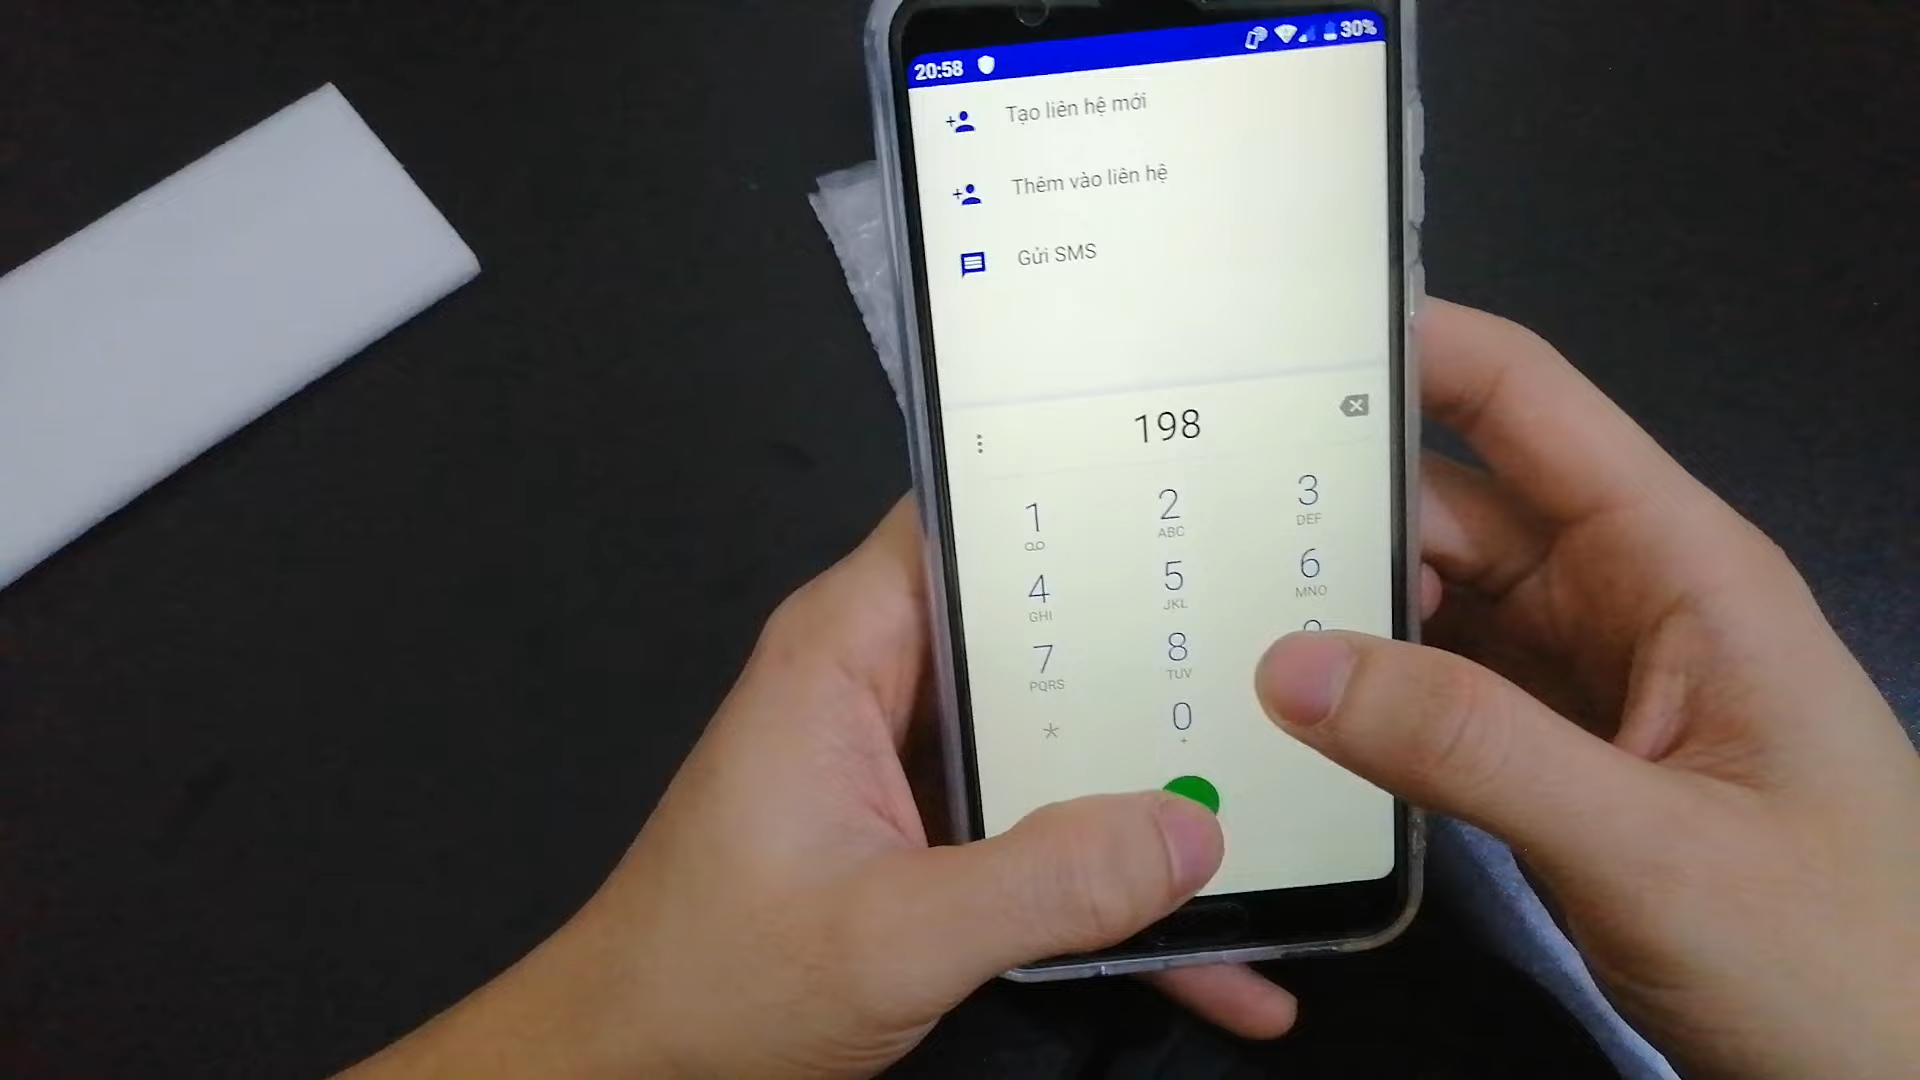 20:58 30%
Tạo liên hệ mới
Thêm vào liên hệ
Gửi SMS
198
1 2 3
ABC DEF
4 5 6
GHI JKL MNO
7 8
PQRS TUV
* 0
+